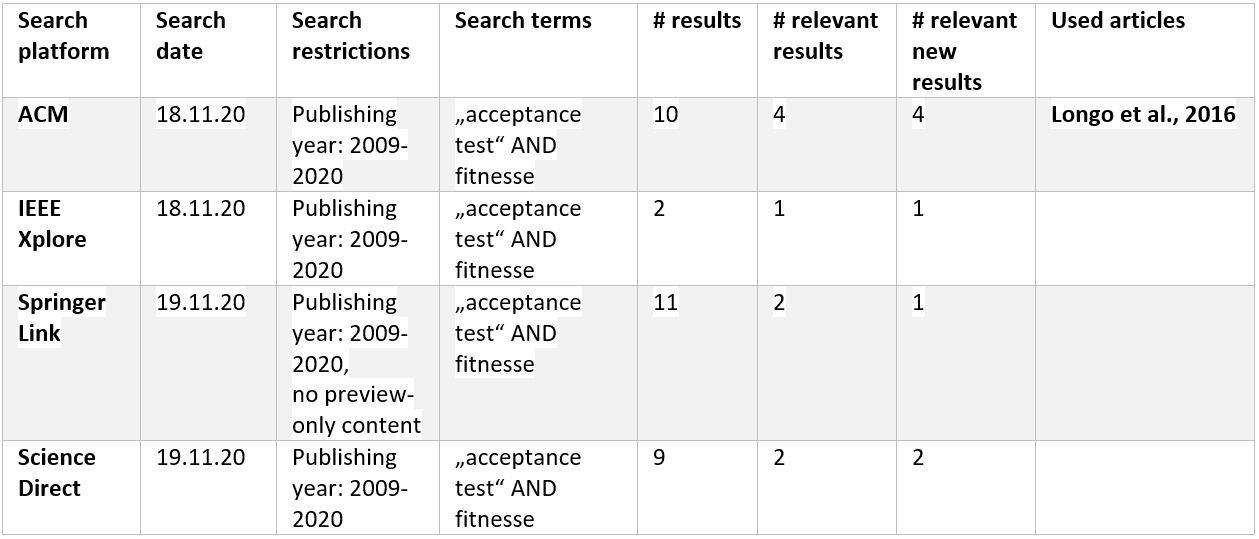 Search platform | Search date | Search restrictions | Search terms | # results | # relevant results | # relevant new results | Used articles
ACM | 18.11.20 | Publishing year: 2009-2020 | „acceptance test“ AND fitnesse | 10 | 4 | 4 | Longo et al., 2016
IEEE Xplore | 18.11.20 | Publishing year: 2009-2020 | „acceptance test“ AND fitnesse | 2 | 1 | 1 |
Springer Link | 19.11.20 | Publishing year: 2009-2020, no preview-only content | „acceptance test“ AND fitnesse | 11 | 2 | 1 |
Science Direct | 19.11.20 | Publishing year: 2009-2020 | „acceptance test“ AND fitnesse | 9 | 2 | 2 |